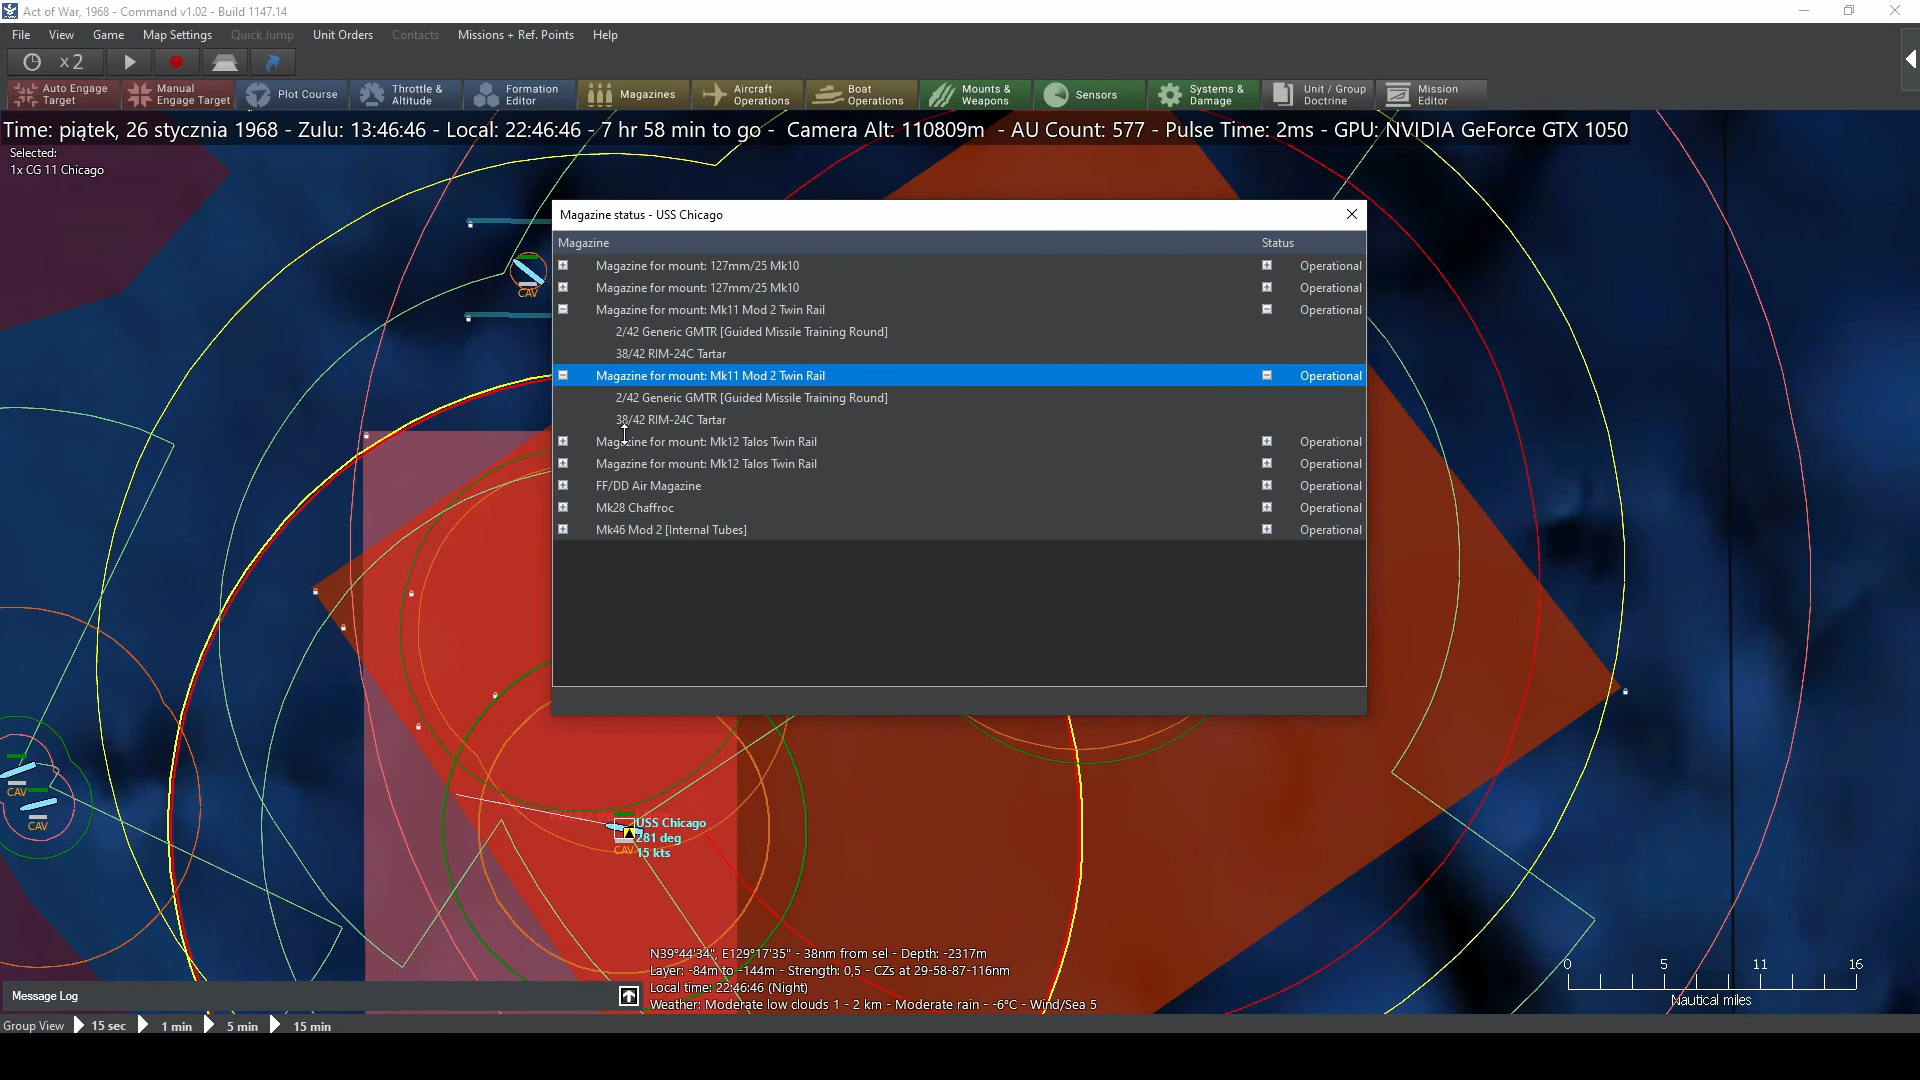 Act of War, 1968 - Command v1.02 - Build 1147.14
File View Game Map Settings Quick Jump Unit Orders Contacts Missions + Ref. Points Help
x 2
Auto Engage Target
Manual Engage Target
Plot Course
Throttle & Altitude
Formation Editor
Magazines
Aircraft Operations
Boat Operations
Mounts & Weapons
Sensors
Systems & Damage
Unit / Group Doctrine
Mission Editor
Time: piątek, 26 stycznia 1968 - Zulu: 13:46:46 - Local: 22:46:46 - 7 hr 58 min to go - Camera Alt: 110809m - AU Count: 577 - Pulse Time: 2ms - GPU: NVIDIA GeForce GTX 1050
Selected:
1x CG 11 Chicago
Magazine status - USS Chicago
Magazine Status
Magazine for mount: 127mm/25 Mk10 Operational
Magazine for mount: 127mm/25 Mk10 Operational
Magazine for mount: Mk11 Mod 2 Twin Rail Operational
2/42 Generic GMTR [Guided Missile Training Round]
38/42 RIM-24C Tartar
Magazine for mount: Mk11 Mod 2 Twin Rail Operational
2/42 Generic GMTR [Guided Missile Training Round]
38/42 RIM-24C Tartar
Magazine for mount: Mk12 Talos Twin Rail Operational
Magazine for mount: Mk12 Talos Twin Rail Operational
FF/DD Air Magazine Operational
Mk28 Chaffroc Operational
Mk46 Mod 2 [Internal Tubes] Operational
CAV
CAV
CAV
USS Chicago
281 deg
CAV 15 kts
N39°44'34", E129°17'35" - 38nm from sel - Depth: -2317m
Layer: -84m to -144m - Strength: 0,5 - CZs at 29-58-87-116nm
Local time: 22:46:46 (Night)
Weather: Moderate low clouds 1 - 2 km - Moderate rain - -6°C - Wind/Sea 5
0 5 11 16
Nautical miles
Message Log
Group View 15 sec 1 min 5 min 15 min